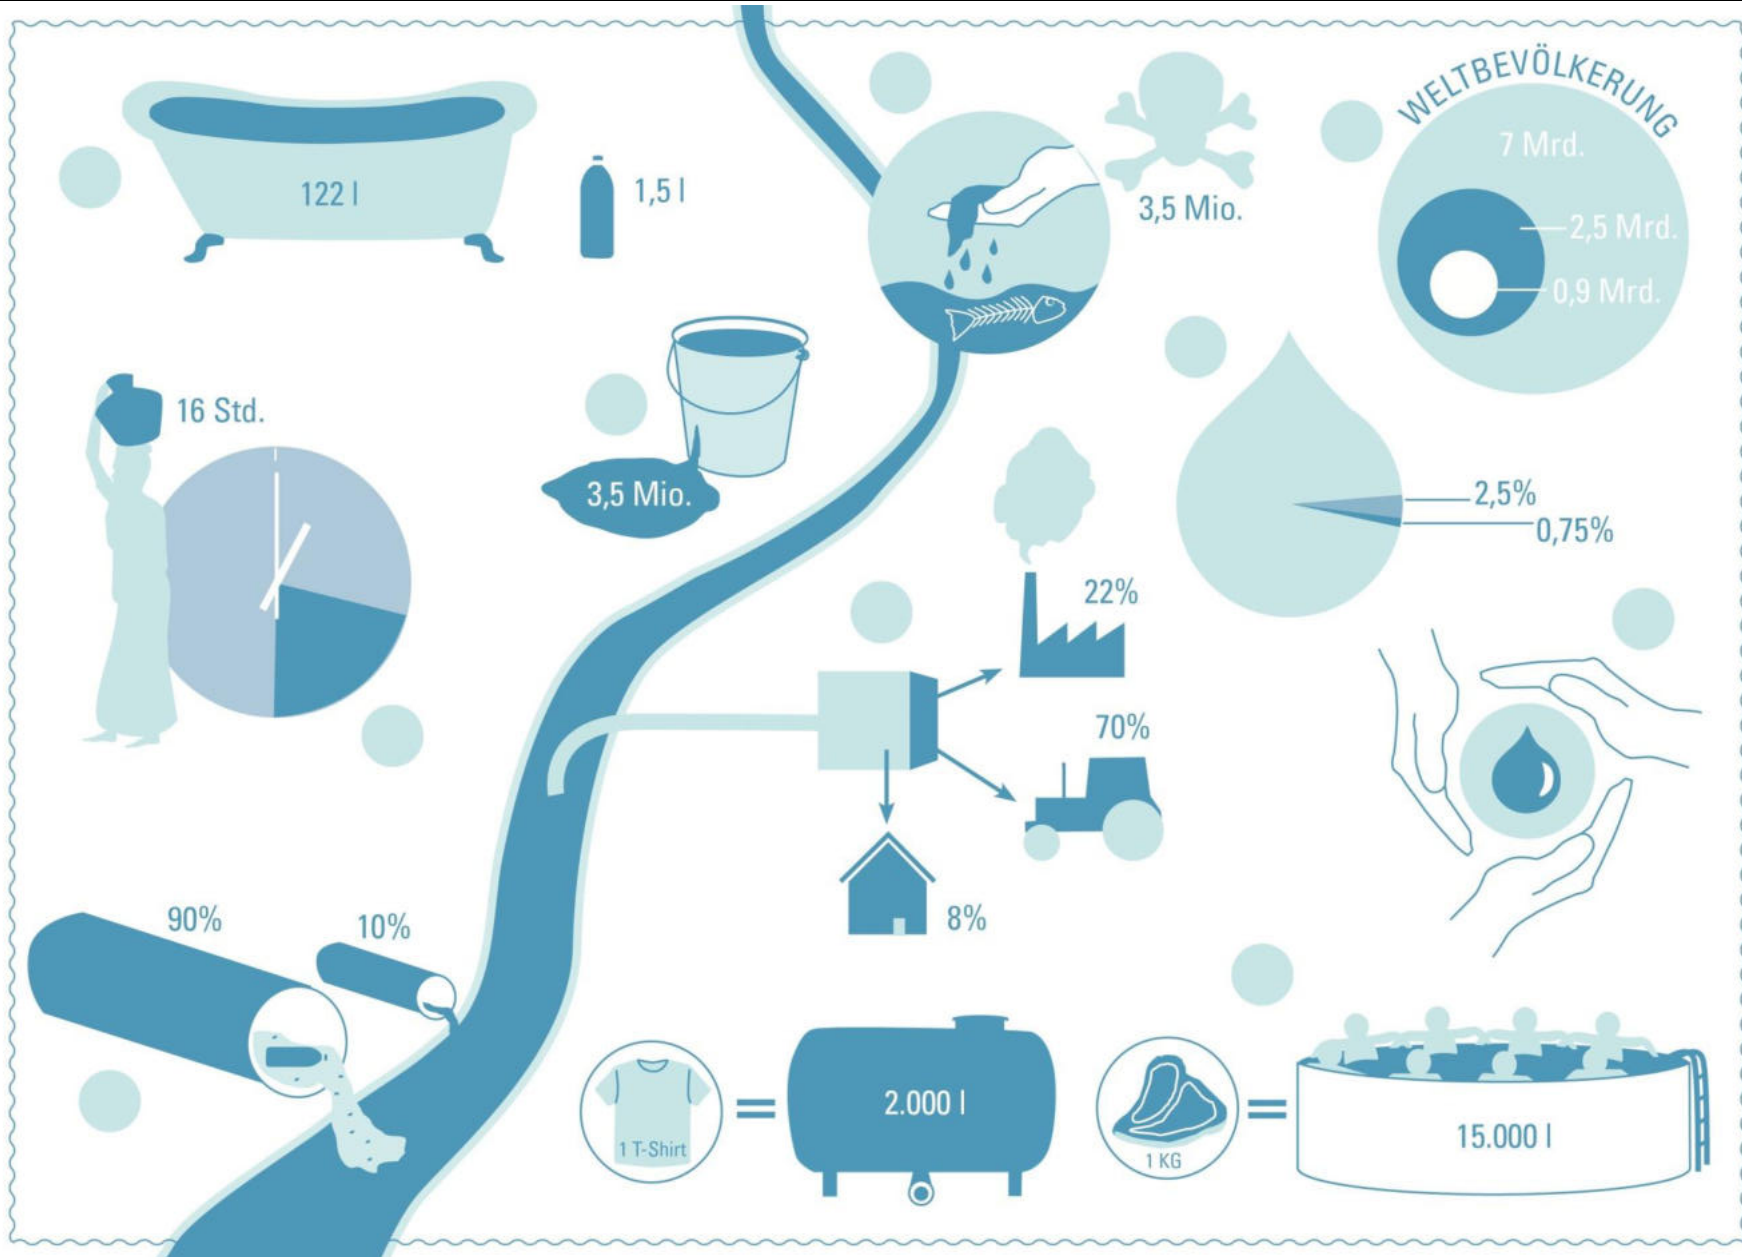 122 l
1,5 l
3,5 Mio.
WELTBEVÖLKERUNG
7 Mrd.
2,5 Mrd.
0,9 Mrd.
16 Std.
3,5 Mio.
2,5%
0,75%
22%
70%
8%
90%
10%
1 T-Shirt
=
2.000 l
1 KG
=
15.000 l